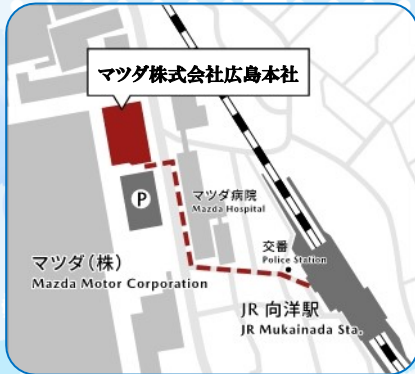 マツダ株式会社広島本社
P
マツダ病院
Mazda Hospital
交番
Police Station
マツダ(株)
Mazda Motor Corporation
JR 向洋駅
JR Mukainada Sta.